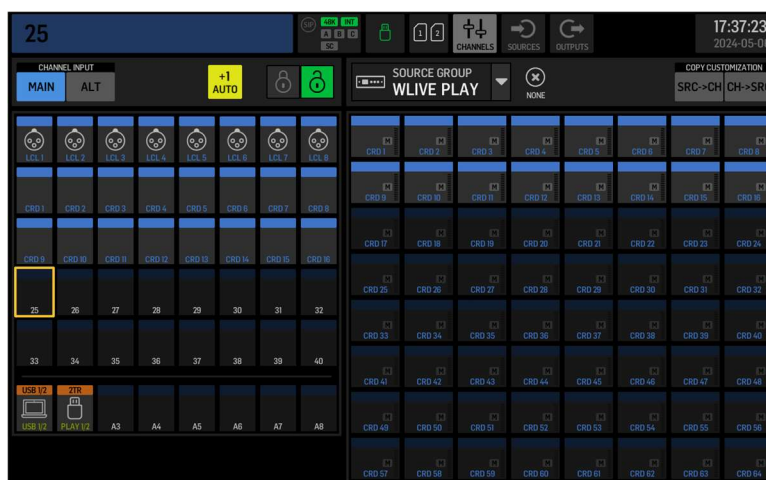 25
SIP 48K INT
A B C
SC
1 2
CHANNELS
SOURCES
OUTPUTS
17:37:23
2024-05-0
CHANNEL INPUT
MAIN ALT
+1
AUTO
SOURCE GROUP
WLIVE PLAY
NONE
COPY CUSTOMIZATION
SRC->CH CH->SRC
LCL 1 LCL 2 LCL 3 LCL 4 LCL 5 LCL 6 LCL 7 LCL 8
CRD 1 CRD 2 CRD 3 CRD 4 CRD 5 CRD 6 CRD 7 CRD 8
CRD 9 CRD 10 CRD 11 CRD 12 CRD 13 CRD 14 CRD 15 CRD 16
25 26 27 28 29 30 31 32
33 34 35 36 37 38 39 40
USB 1/2 2TR
USB 1/2 PLAY 1/2 A3 A4 A5 A6 A7 A8
M M M M M M M M
CRD 1 CRD 2 CRD 3 CRD 4 CRD 5 CRD 6 CRD 7 CRD 8
M M M M M M M M
CRD 9 CRD 10 CRD 11 CRD 12 CRD 13 CRD 14 CRD 15 CRD 16
M M M M M M M M
CRD 17 CRD 18 CRD 19 CRD 20 CRD 21 CRD 22 CRD 23 CRD 24
M M M M M M M M
CRD 25 CRD 26 CRD 27 CRD 28 CRD 29 CRD 30 CRD 31 CRD 32
M M M M M M M M
CRD 33 CRD 34 CRD 35 CRD 36 CRD 37 CRD 38 CRD 39 CRD 40
M M M M M M M M
CRD 41 CRD 42 CRD 43 CRD 44 CRD 45 CRD 46 CRD 47 CRD 48
M M M M M M M M
CRD 49 CRD 50 CRD 51 CRD 52 CRD 53 CRD 54 CRD 55 CRD 56
M M M M M M M M
CRD 57 CRD 58 CRD 59 CRD 60 CRD 61 CRD 62 CRD 63 CRD 64